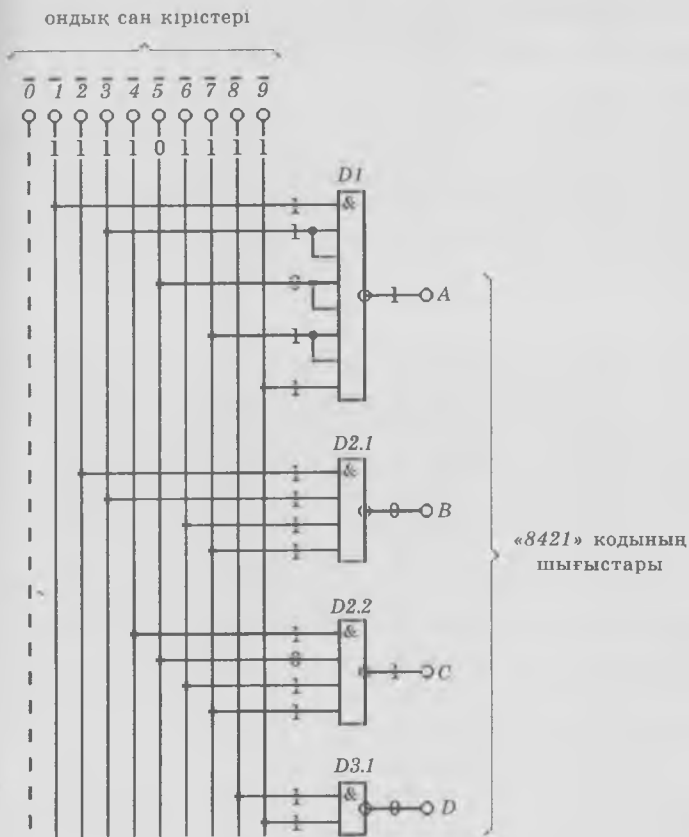 ондық сан кірістері
0̅ 1̅ 2̅ 3̅ 4̅ 5̅ 6̅ 7̅ 8̅ 9̅
1 1 1 1 0 1 1 1 1
D1
&
1
1
0
1
1
1 A
D2.1
&
1
1
1
1
0 B
«8421» кодының
шығыстары
D2.2
&
1
0
1
1
1 C
D3.1
&
1
1
0 D